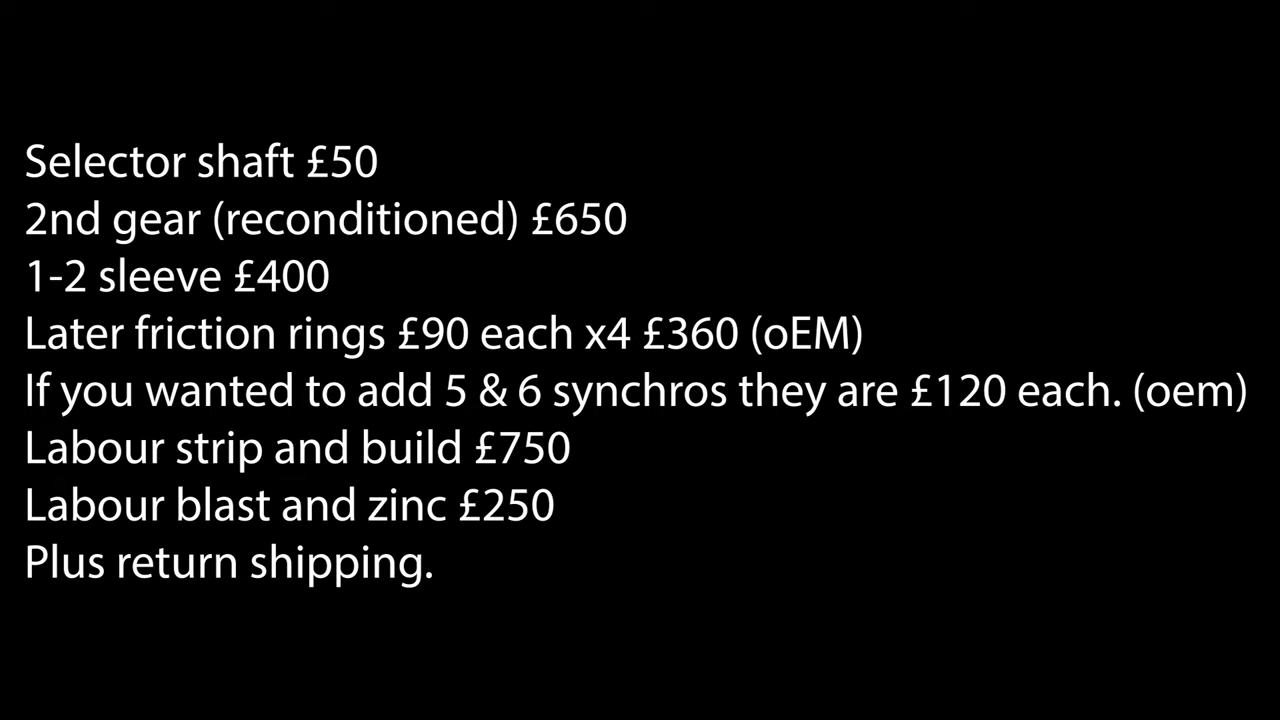 Selector shaft £50
2nd gear (reconditioned) £650
1-2 sleeve £400
Later friction rings £90 each x4 £360 (oEM)
If you wanted to add 5 & 6 synchros they are £120 each. (oem)
Labour strip and build £750
Labour blast and zinc £250
Plus return shipping.